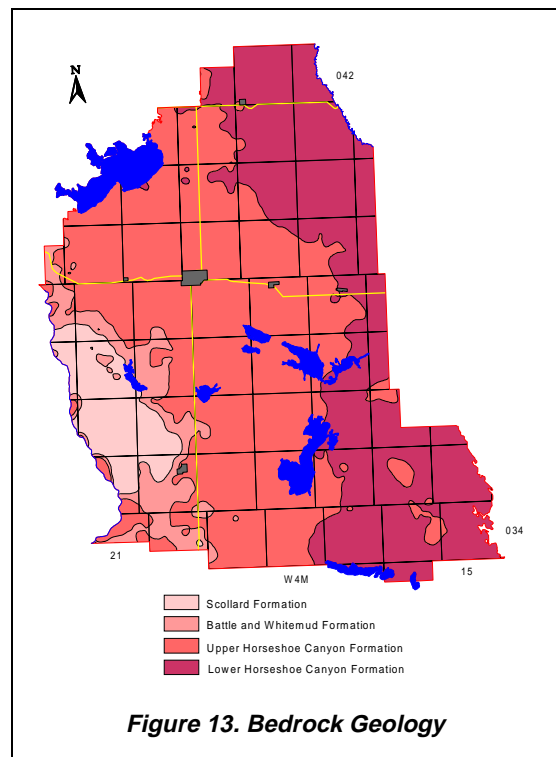 N
042
034
21
W4M
15
Scollard Formation
Battle and Whitemud Formation
Upper Horseshoe Canyon Formation
Lower Horseshoe Canyon Formation
Figure 13. Bedrock Geology